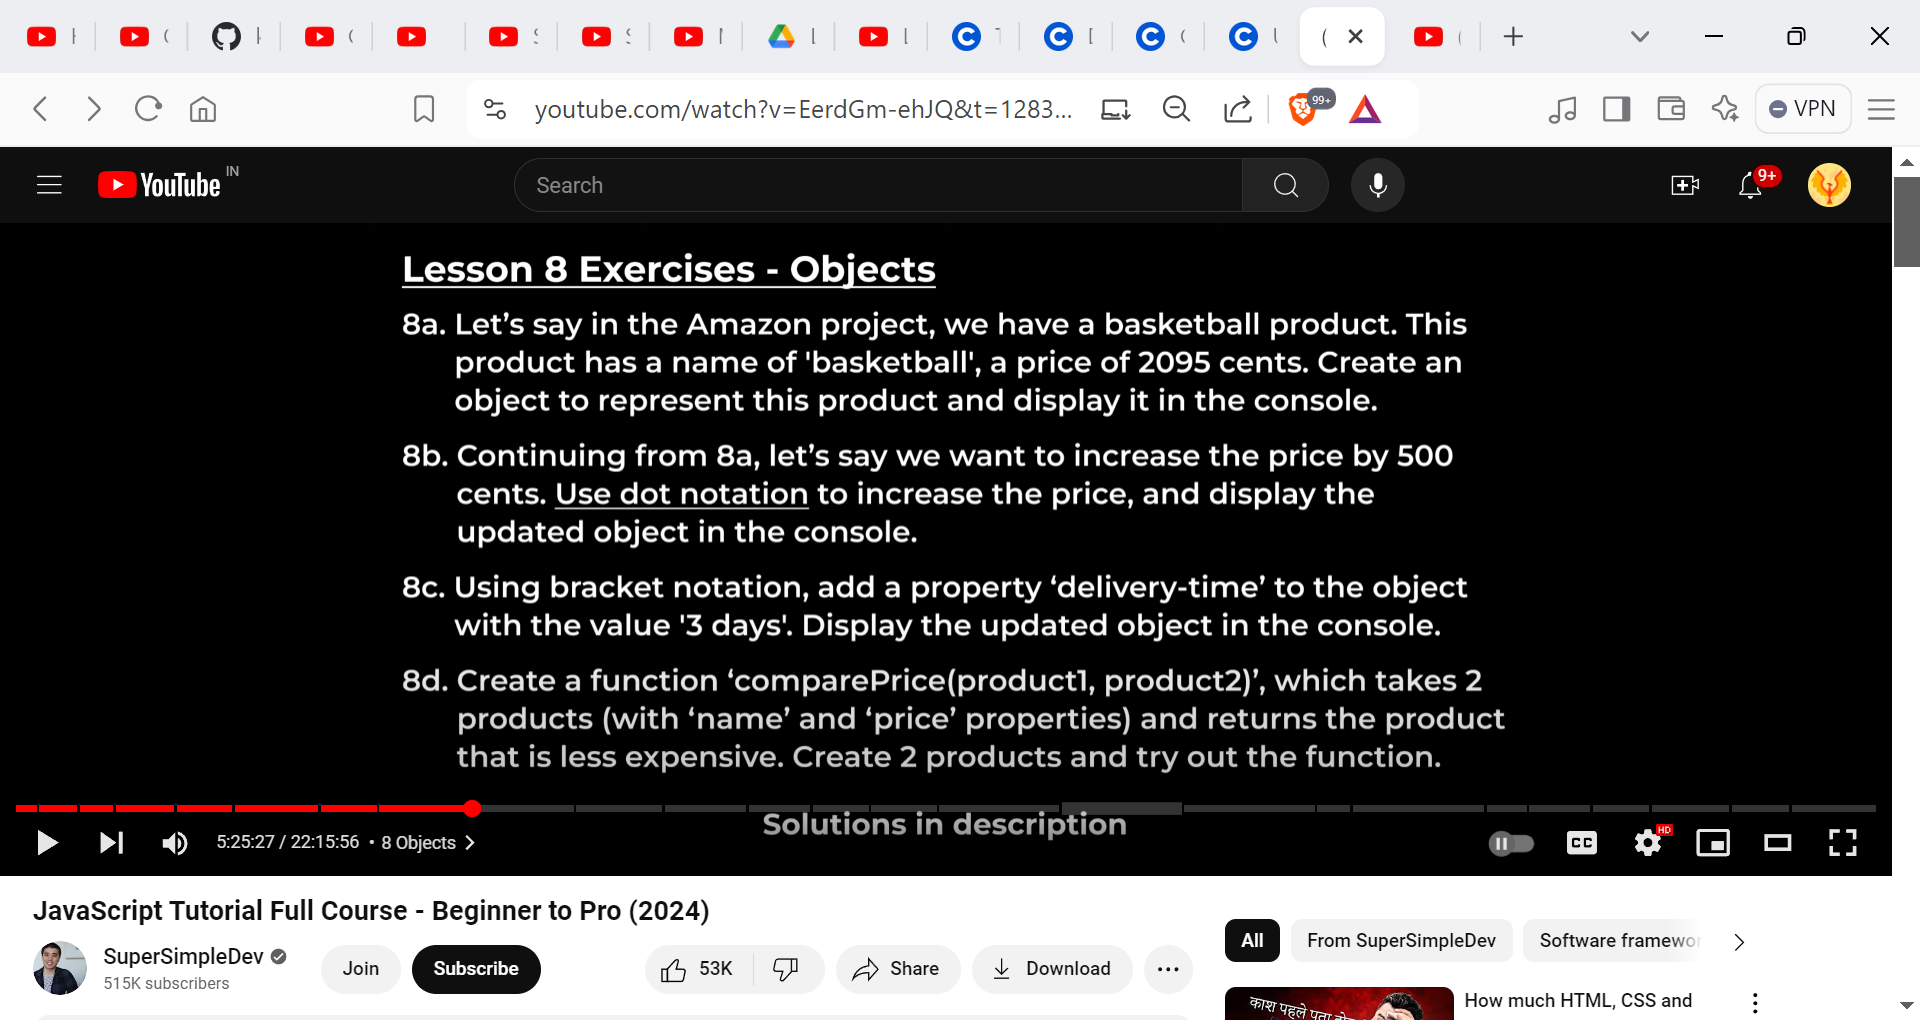 youtube.com/watch?v=EerdGm-ehJQ&t=1283...
99+
VPN
YouTube IN
Search
9+
Lesson 8 Exercises - Objects
8a. Let’s say in the Amazon project, we have a basketball product. This
product has a name of 'basketball', a price of 2095 cents. Create an
object to represent this product and display it in the console.
8b. Continuing from 8a, let’s say we want to increase the price by 500
cents. Use dot notation to increase the price, and display the
updated object in the console.
8c. Using bracket notation, add a property ‘delivery-time’ to the object
with the value '3 days'. Display the updated object in the console.
8d. Create a function ‘comparePrice(product1, product2)’, which takes 2
products (with ‘name’ and ‘price’ properties) and returns the product
that is less expensive. Create 2 products and try out the function.
Solutions in description
5:25:27 / 22:15:56 • 8 Objects
CC
HD
JavaScript Tutorial Full Course - Beginner to Pro (2024)
SuperSimpleDev
515K subscribers
Join
Subscribe
53K
Share
Download
All
From SuperSimpleDev
Software framewor
काश पहले पता
How much HTML, CSS and